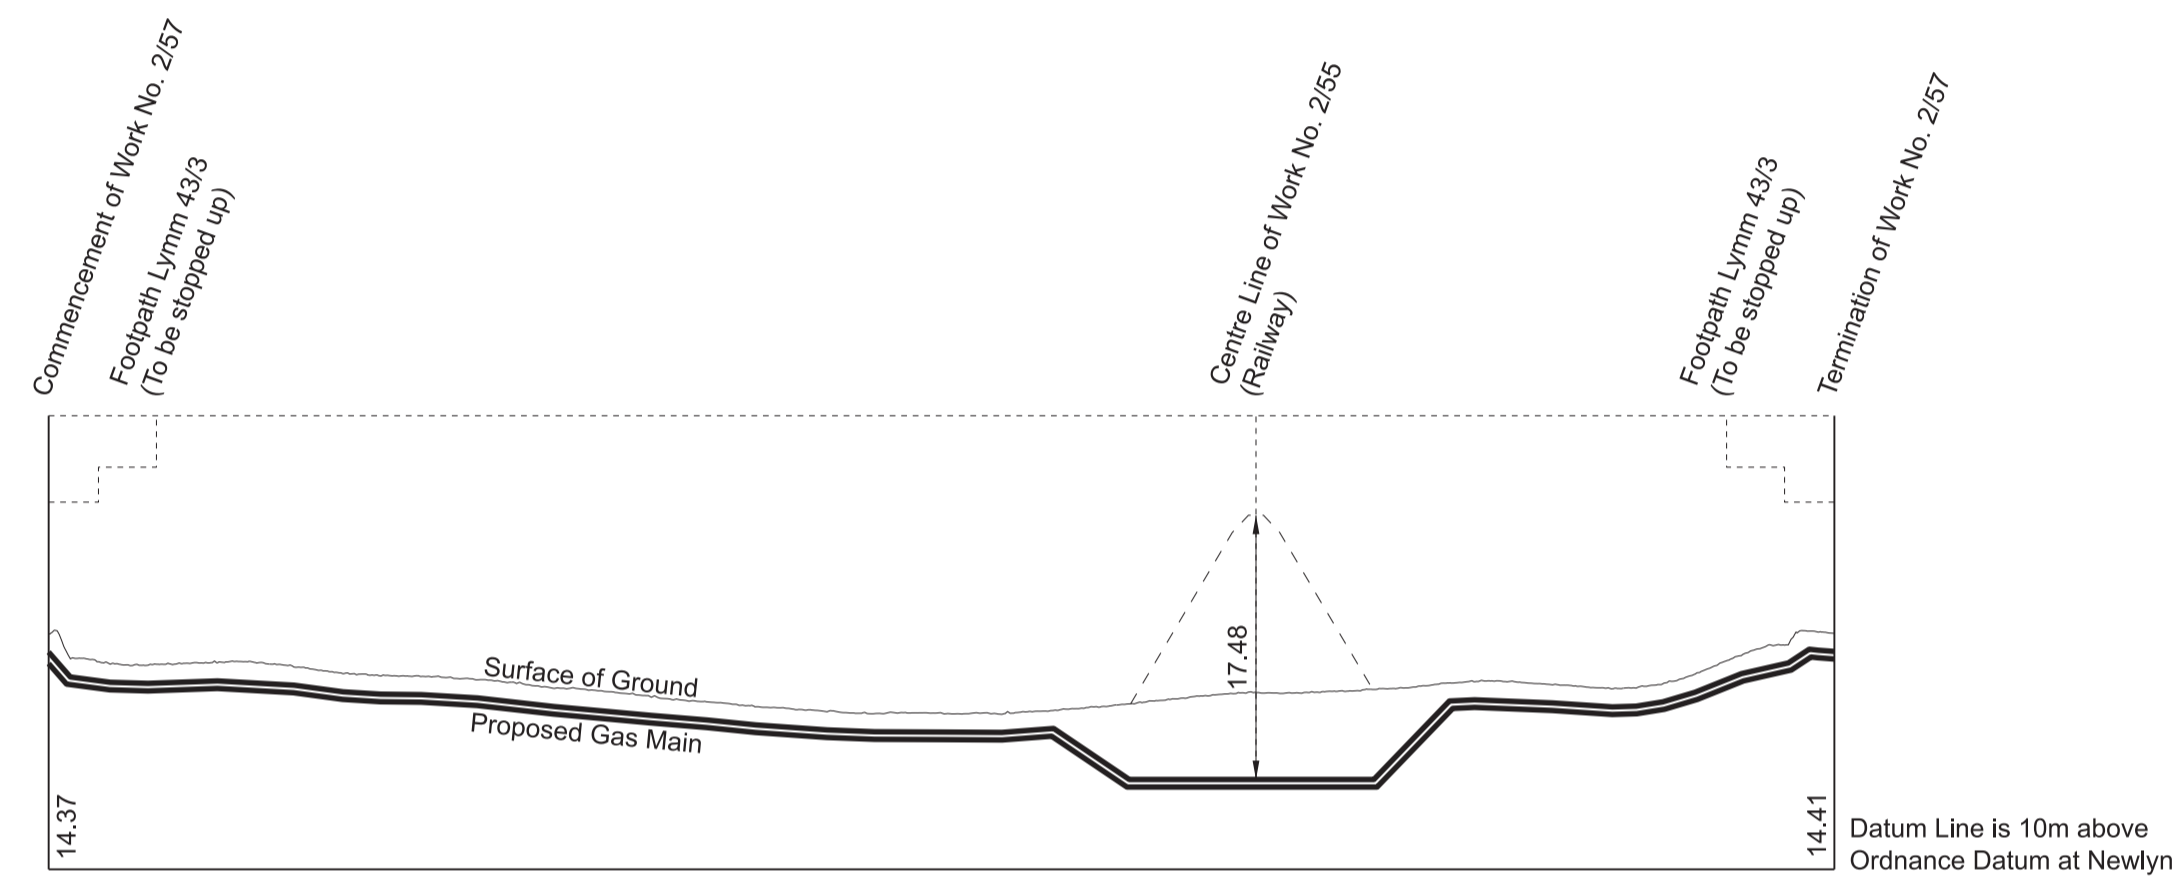 Commencement of Work No. 2/57
Footpath Lymm 43/3
(To be stopped up)
Centre Line of Work No. 2/55
(Railway)
Footpath Lymm 43/3
(To be stopped up)
Termination of Work No. 2/57
17.48
Surface of Ground
Proposed Gas Main
14.37
14.41
Datum Line is 10m above
Ordnance Datum at Newlyn